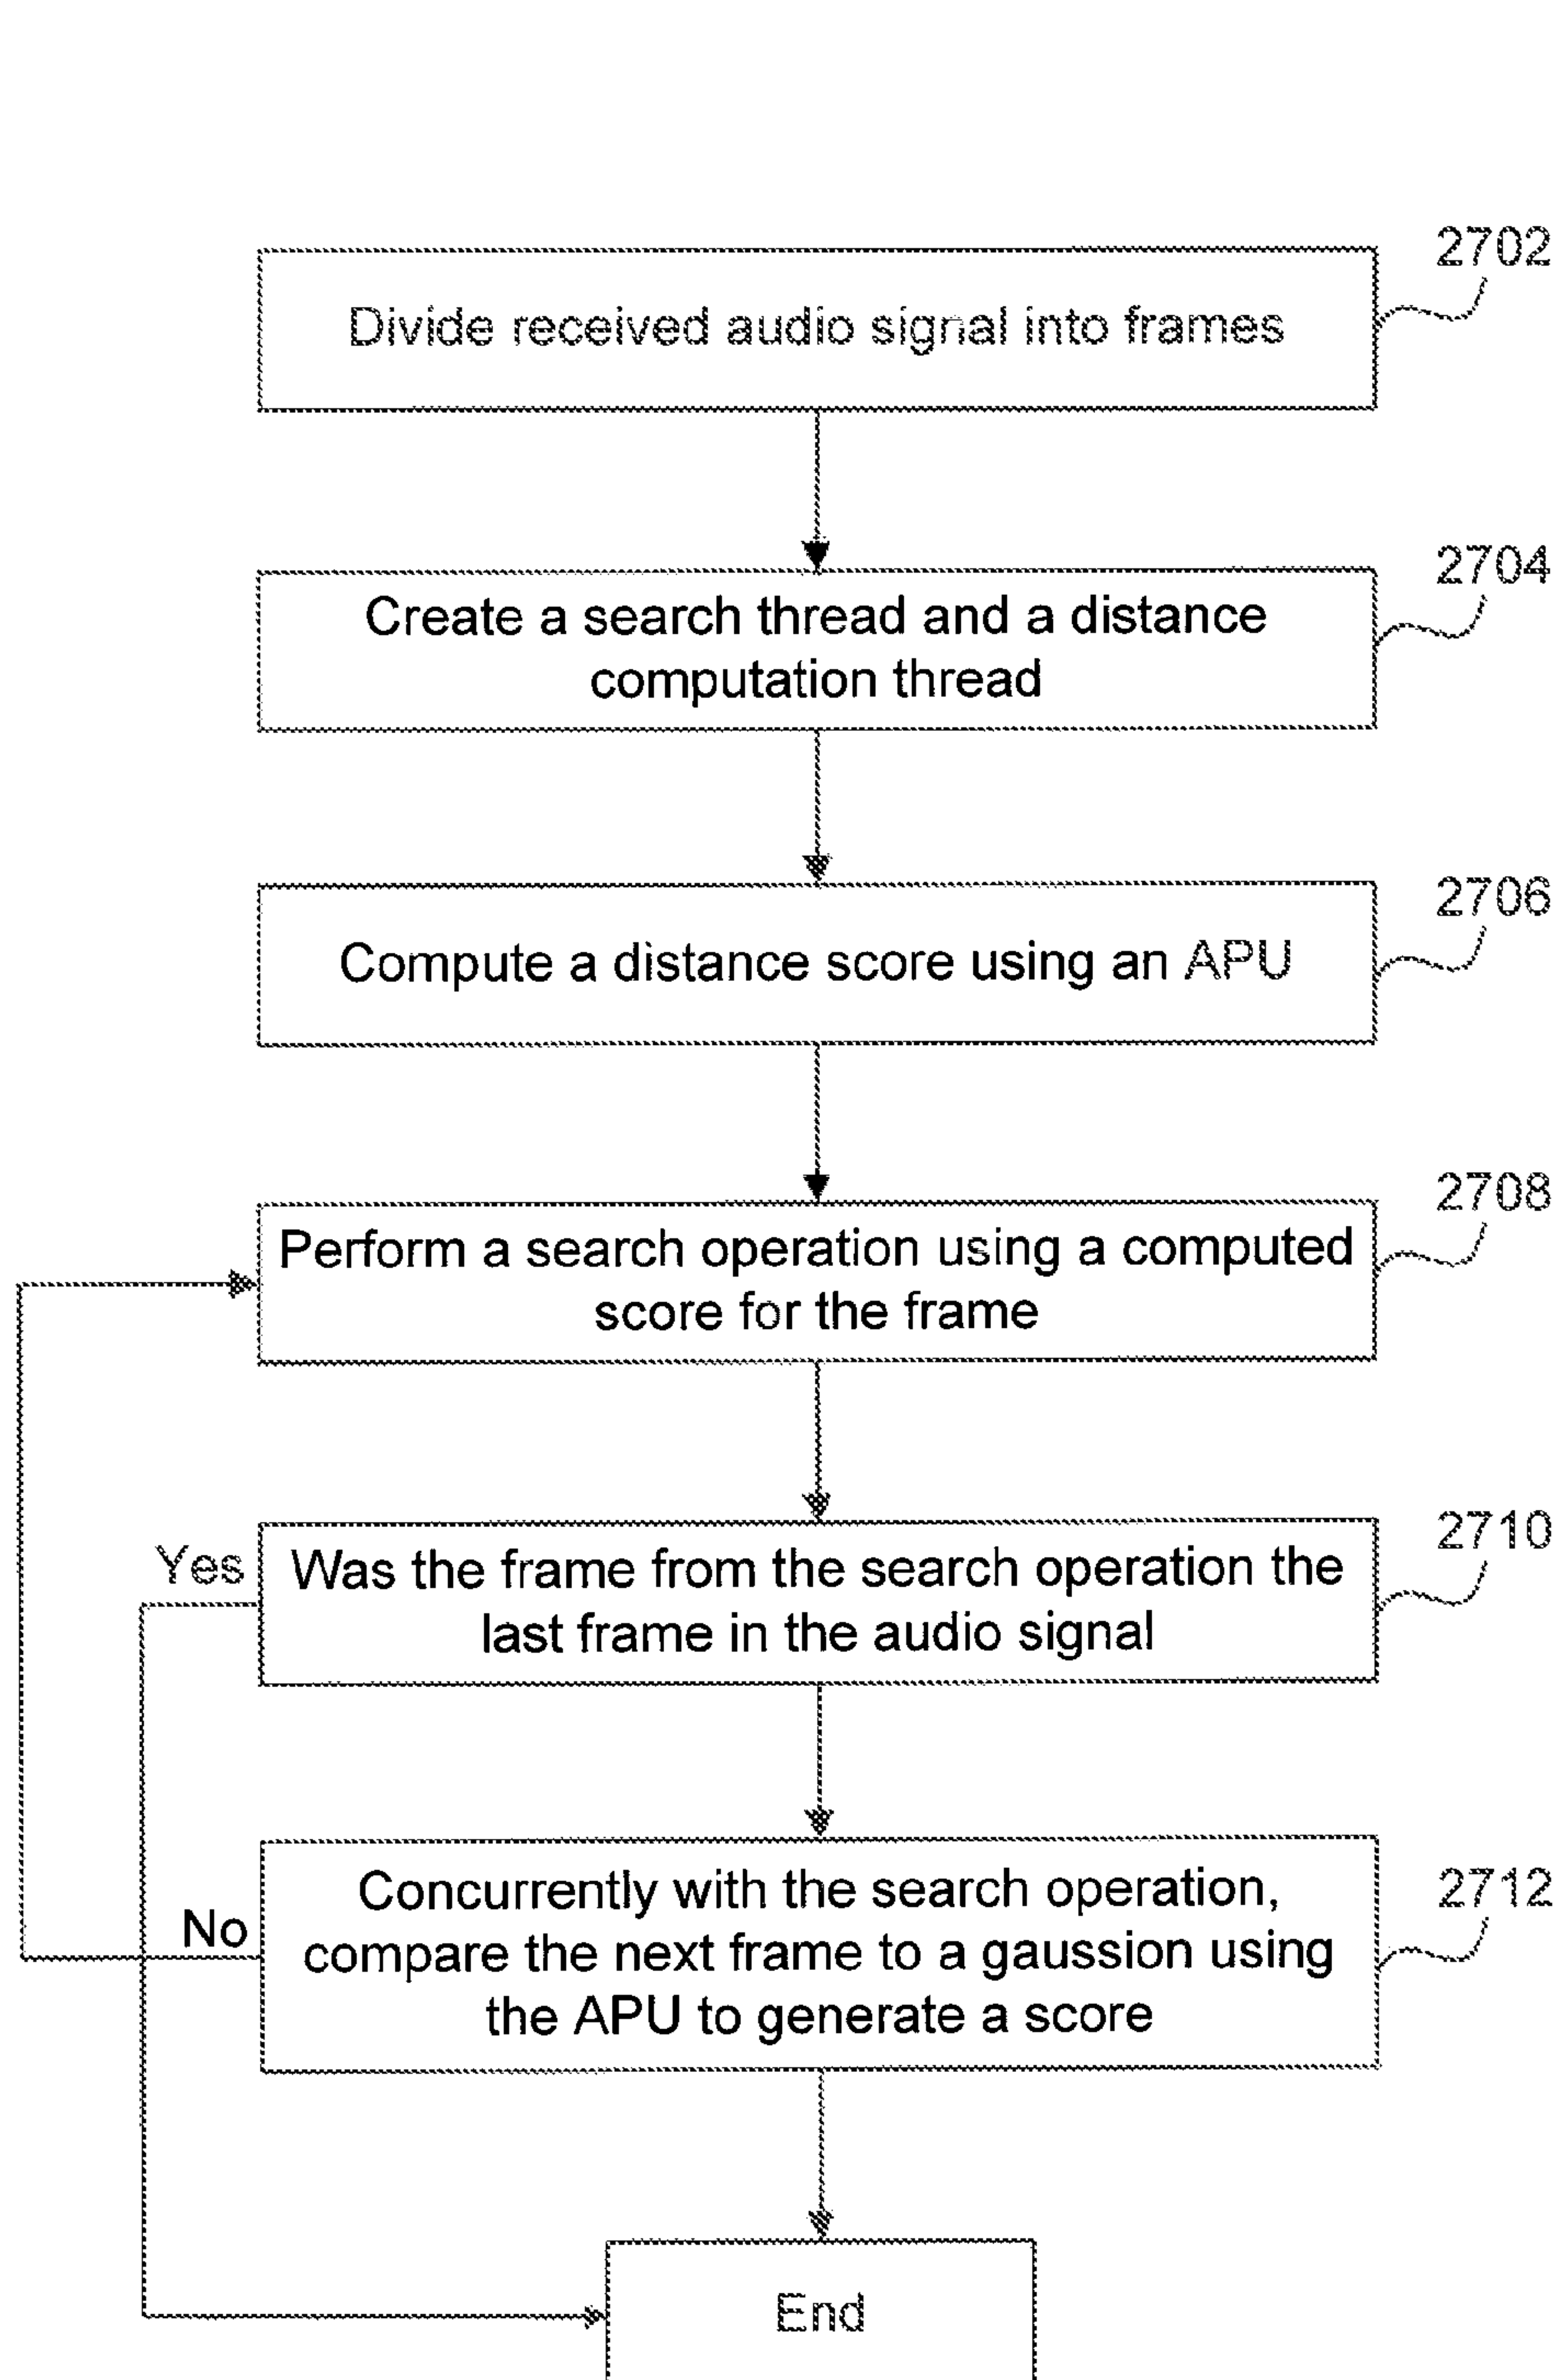 2702
Divide received audio signal into frames
2704
Create a search thread and a distance
computation thread
2706
Compute a distance score using an APU
2708
Perform a search operation using a computed
score for the frame
2710
Yes
Was the frame from the search operation the
last frame in the audio signal
2712
No
Concurrently with the search operation,
compare the next frame to a gaussion using
the APU to generate a score
End